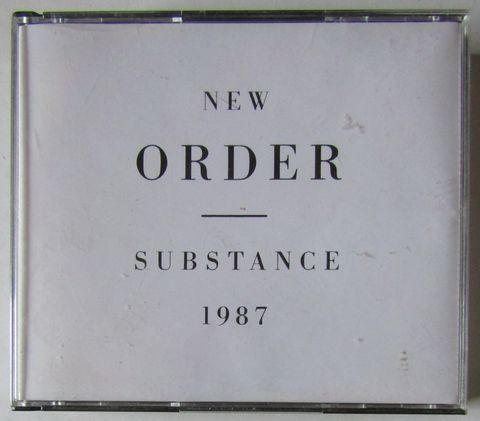 NEW
ORDER
SUBSTANCE
1987